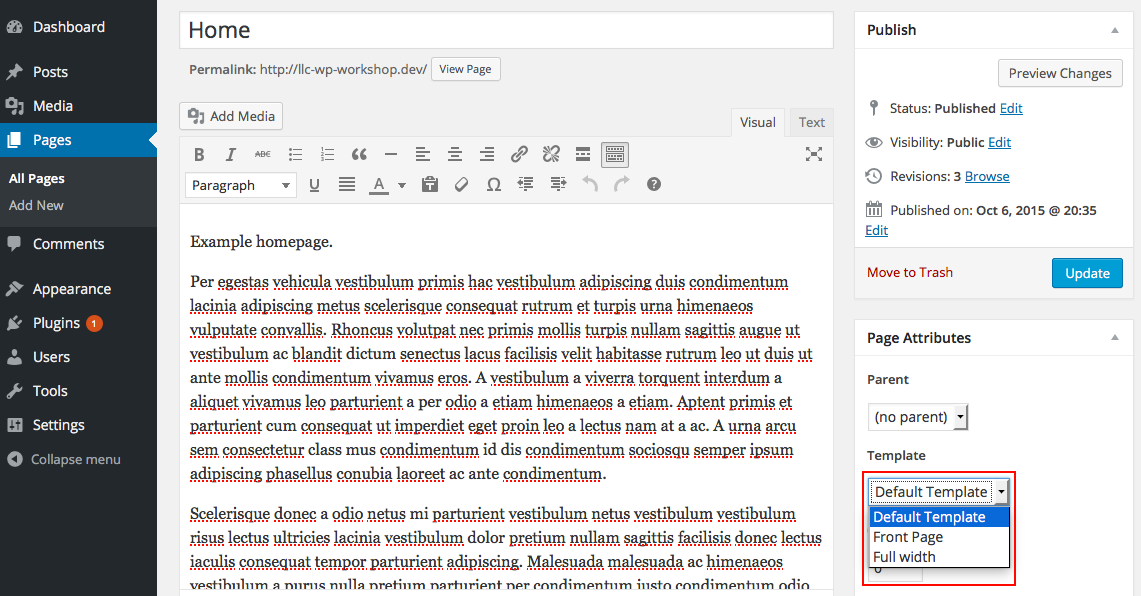 Dashboard
Posts
Media
Pages
All Pages
Add New
Comments
Appearance
Plugins 1
Users
Tools
Settings
Collapse menu
Home
Permalink: http://llc-wp-workshop.dev/ View Page
Add Media
Visual Text
B I ABC
Paragraph U A T Ω ?
Example homepage.
Per egestas vehicula vestibulum primis hac vestibulum adipiscing duis condimentum
lacinia adipiscing metus scelerisque consequat rutrum et turpis urna himenaeos
vulputate convallis. Rhoncus volutpat nec primis mollis turpis nullam sagittis augue ut
vestibulum ac blandit dictum senectus lacus facilisis velit habitasse rutrum leo ut duis ut
ante mollis condimentum vivamus eros. A vestibulum a viverra torquent interdum a
aliquet vivamus leo parturient a per odio a etiam himenaeos a etiam. Aptent primis et
parturient cum consequat ut imperdiet eget proin leo a lectus nam at a ac. A urna arcu
sem consectetur class mus condimentum id dis condimentum sociosqu semper ipsum
adipiscing phasellus conubia laoreet ac ante condimentum.
Scelerisque donec a odio netus mi parturient vestibulum netus vestibulum vestibulum
risus lectus ultricies lacinia vestibulum dolor pretium nullam sagittis facilisis donec lectus
iaculis consequat tempor parturient adipiscing. Malesuada malesuada ac himenaeos
vestibulum a purus nulla pretium parturient per condimentum justo condimentum odio
Publish
Preview Changes
Status: Published Edit
Visibility: Public Edit
Revisions: 3 Browse
Published on: Oct 6, 2015 @ 20:35
Edit
Move to Trash Update
Page Attributes
Parent
(no parent)
Template
Default Template
Default Template
Front Page
Full width
0